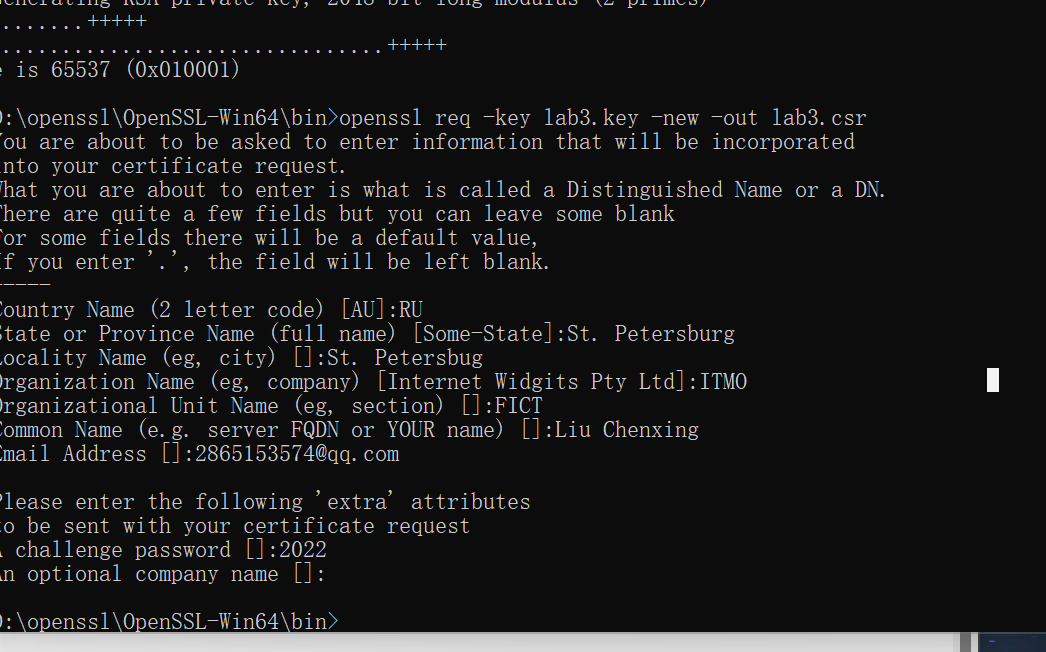 enerating RSA private key, 2048 bit long modulus (2 primes)
.......+++++
................................+++++
e is 65537 (0x010001)
D:\openssl\OpenSSL-Win64\bin>openssl req -key lab3.key -new -out lab3.csr
You are about to be asked to enter information that will be incorporated
into your certificate request.
What you are about to enter is what is called a Distinguished Name or a DN.
There are quite a few fields but you can leave some blank
For some fields there will be a default value,
If you enter '.', the field will be left blank.
-----
Country Name (2 letter code) [AU]:RU
State or Province Name (full name) [Some-State]:St. Petersburg
Locality Name (eg, city) []:St. Petersbug
Organization Name (eg, company) [Internet Widgits Pty Ltd]:ITMO
Organizational Unit Name (eg, section) []:FICT
Common Name (e.g. server FQDN or YOUR name) []:Liu Chenxing
Email Address []:2865153574@qq.com
Please enter the following 'extra' attributes
to be sent with your certificate request
A challenge password []:2022
An optional company name []:
D:\openssl\OpenSSL-Win64\bin>